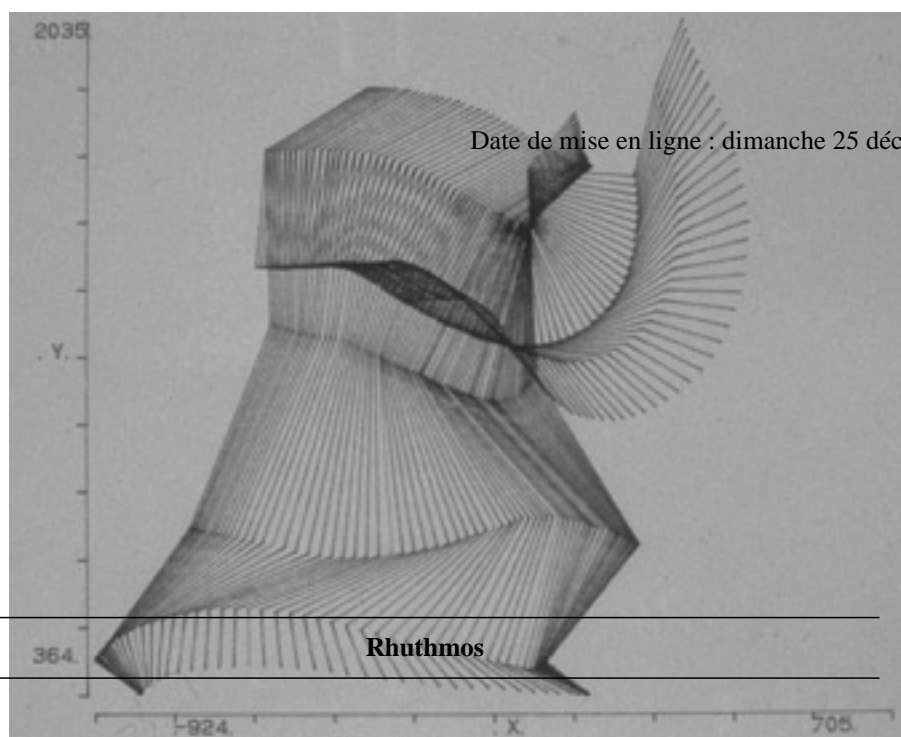 2035
Date de mise en ligne : dimanche 25 déc
. Y.
Rhuthmos
364.
-924.
. X.
705.